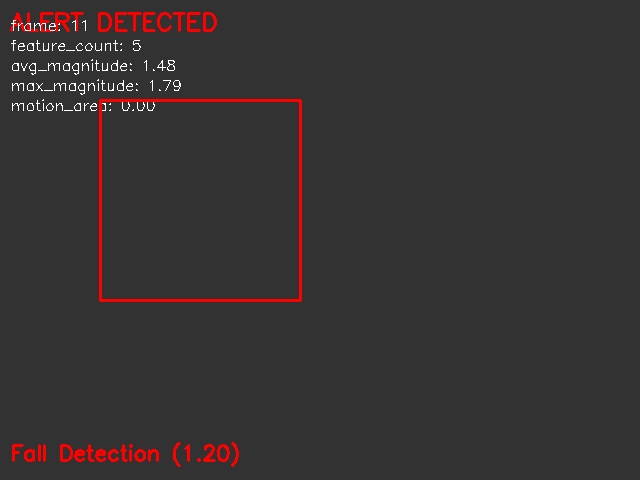 ALERT DETECTED
frame: 11
feature_count: 5
avg_magnitude: 1.48
max_magnitude: 1.79
motion_area: 0.00
Fall Detection (1.20)